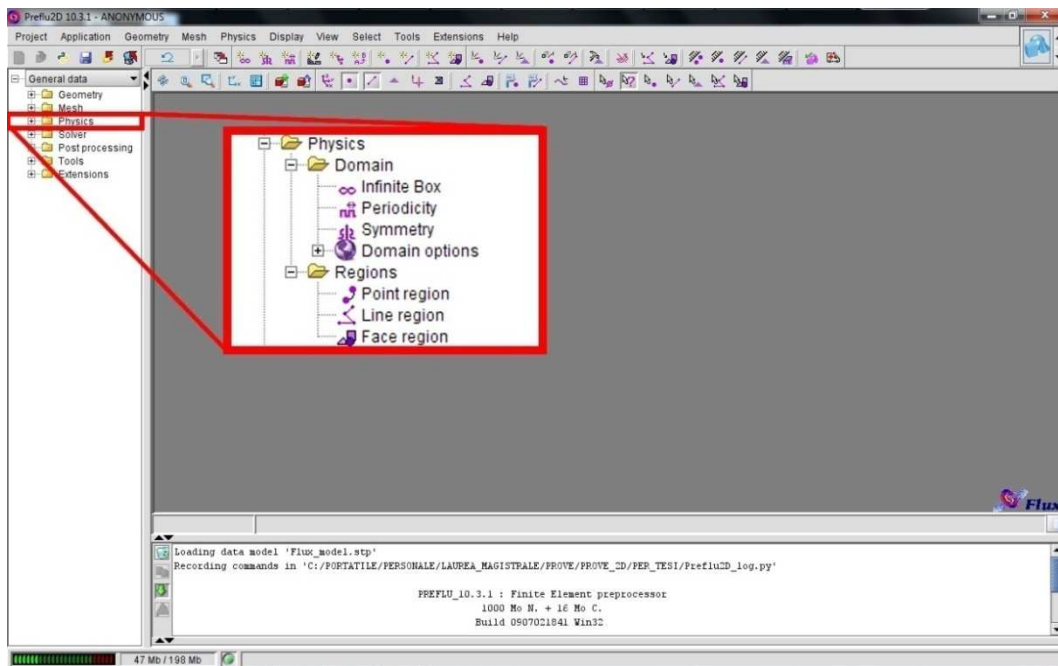 Preflu2D 10.3.1 - ANONYMOUS
Project Application Geometry Mesh Physics Display View Select Tools Extensions Help
General data
Geometry
Mesh
Physics
Solver
Post processing
Tools
Extensions
Physics
Domain
Infinite Box
Periodicity
Symmetry
Domain options
Regions
Point region
Line region
Face region
Flux
Loading data model 'Flux_model.stp'
Recording commands in 'C:/PORTATILE/PERSONALE/LAUREA_MAGISTRALE/PROVE/PROVE_2D/PER_TESI/Preflu2D_log.py'
PREFLU_10.3.1 : Finite Element preprocessor
1000 Mo N. + 16 Mo C.
Build 0907021841 Win32
47 Mb / 198 Mb